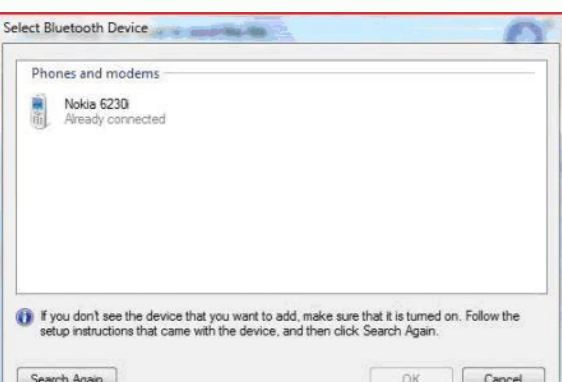 Select Bluetooth Device
Phones and modems
Nokia 6230i
Already connected
If you don't see the device that you want to add, make sure that it is turned on. Follow the
setup instructions that came with the device, and then click Search Again.
Search Again
OK
Cancel